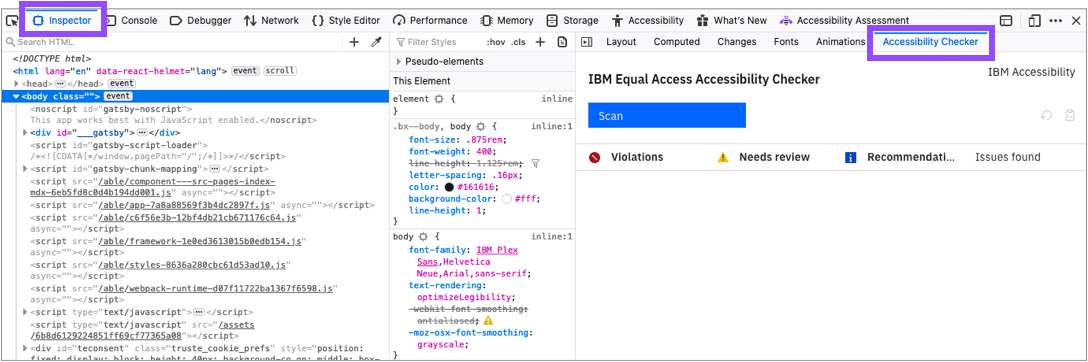 Inspector Console Debugger Network Style Editor Performance Memory Storage Accessibility What's New Accessibility Assessment
Search HTML
<!DOCTYPE html>
<html lang="en" data-react-helmet="lang"> event scroll
<head> ⋯ </head> event
<body class=""> event
<noscript id="gatsby-noscript">
This app works best with JavaScript enabled.</noscript>
<div id="___gatsby"> ⋯ </div>
<script id="gatsby-script-loader">
/*<![CDATA[*/window.pagePath="/";/*]]>*/</script>
<script id="gatsby-chunk-mapping"> ⋯ </script>
<script src="/able/component---src-pages-index-
mdx-6eb5fd8c0d4b194dd001.js" async=""></script>
<script src="/able/app-7a8a88569f3b4dc2897f.js" async=""></script>
<script src="/able/c6f56e3b-12bf4db21cb671176c64.js"
async=""></script>
<script src="/able/framework-1e0ed3613015b0edb154.js"
async=""></script>
<script src="/able/styles-8636a280cbc61d53ad10.js"
async=""></script>
<script src="/able/webpack-runtime-d07f11722ba1367f6598.js"
async=""></script>
<script type="text/javascript"> ⋯ </script>
<script type="text/javascript" src="/assets
/6b8d6129224851ff69cf77365a08"></script>
<div id="teconsent" class="truste_cookie_prefs" style="position:
fixed; display: block; height: 40px; background-co op: middle; box-
Filter Styles :hov .cls
Pseudo-elements
This Element
element { inline
}
.bx--body, body { inline:1
font-size: .875rem;
font-weight: 400;
line-height: 1.125rem;
letter-spacing: .16px;
color: #161616;
background-color: #fff;
line-height: 1;
}
body { inline:1
font-family: IBM Plex
Sans,Helvetica
Neue,Arial,sans-serif;
text-rendering:
optimizeLegibility;
-webkit-font-smoothing:
antialiased;
-moz-osx-font-smoothing:
grayscale;
}
Layout Computed Changes Fonts Animations Accessibility Checker
IBM Accessibility
IBM Equal Access Accessibility Checker
Scan
Violations Needs review Recommendati... Issues found